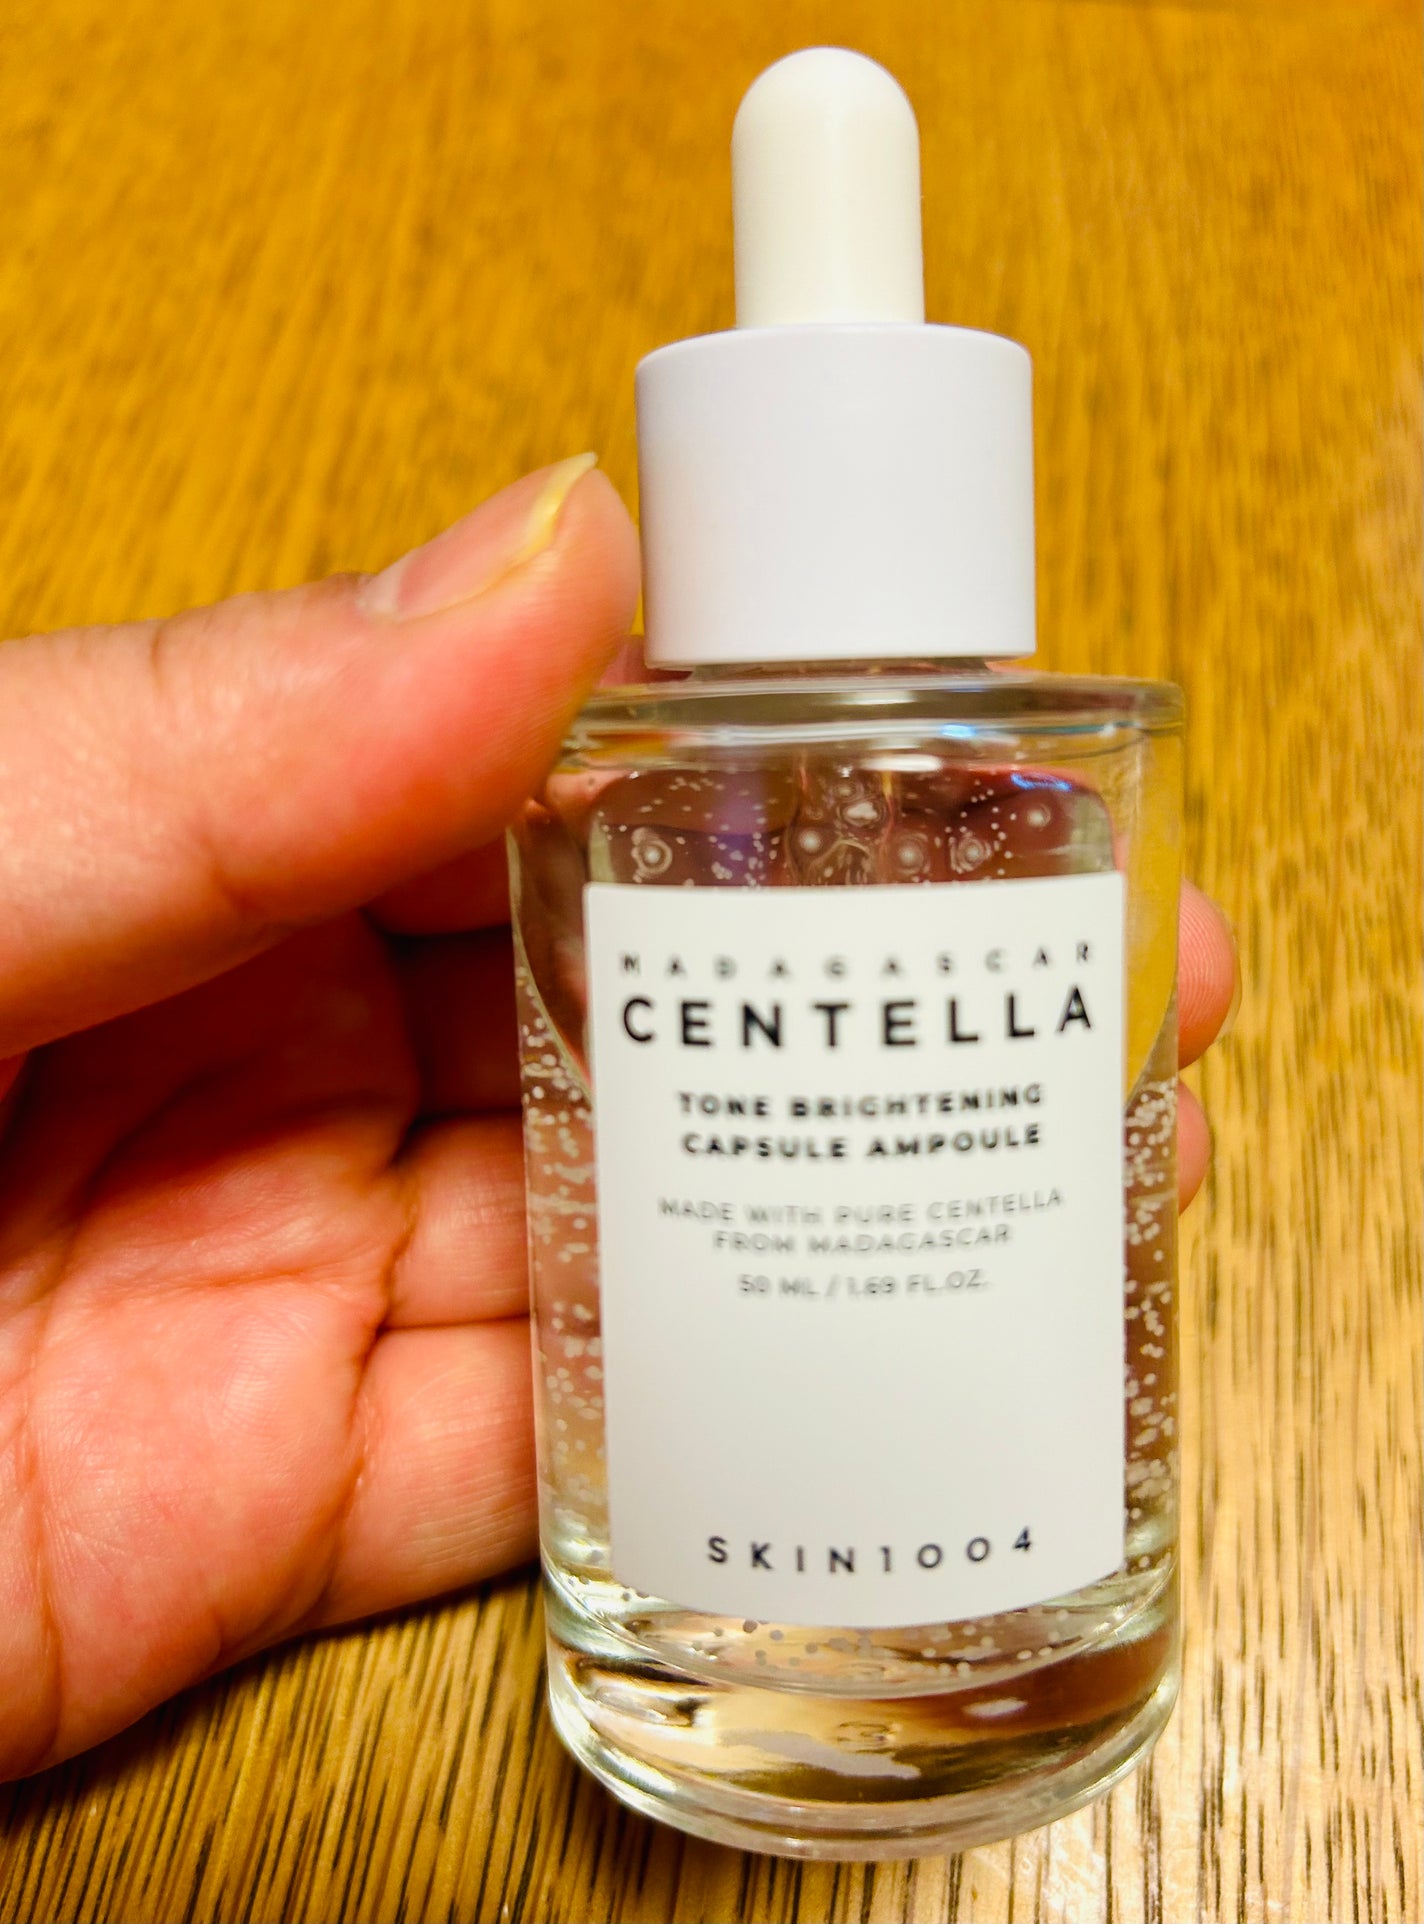 MADAGASCAR
CENTELLA
TONE BRIGHTENING
CAPSULE AMPOULE
MADE WITH PURE CENTELLA
FROM MADAGASCAR
50 ML / 1.69 FL.OZ.
SKIN1004